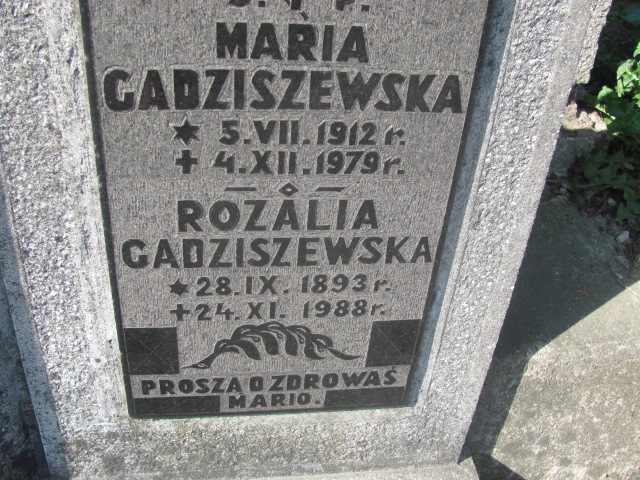 Ś. † P.
MARIA
GADZISZEWSKA
* 5.VII.1912 r.
+ 4.XII.1979 r.
ROZALIA
GADZISZEWSKA
* 28.IX.1893 r.
+ 24.XI.1988 r.
PROSZĄ O ZDROWAŚ
MARIO.